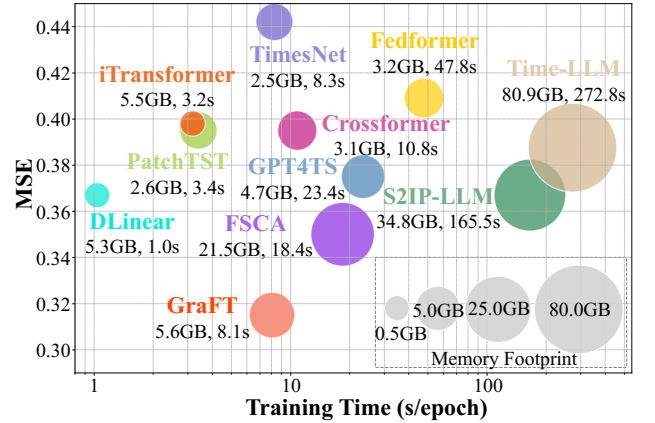 0.44
0.42
0.40
0.38
0.36
0.34
0.32
0.30
MSE
TimesNet
2.5GB, 8.3s
Fedformer
3.2GB, 47.8s
iTransformer
5.5GB, 3.2s
Time-LLM
80.9GB, 272.8s
Crossformer
3.1GB, 10.8s
PatchTST
2.6GB, 3.4s
GPT4TS
4.7GB, 23.4s
S2IP-LLM
34.8GB, 165.5s
DLinear
5.3GB, 1.0s
FSCA
21.5GB, 18.4s
GraFT
5.6GB, 8.1s
0.5GB
5.0GB
25.0GB
80.0GB
Memory Footprint
1
10
100
Training Time (s/epoch)